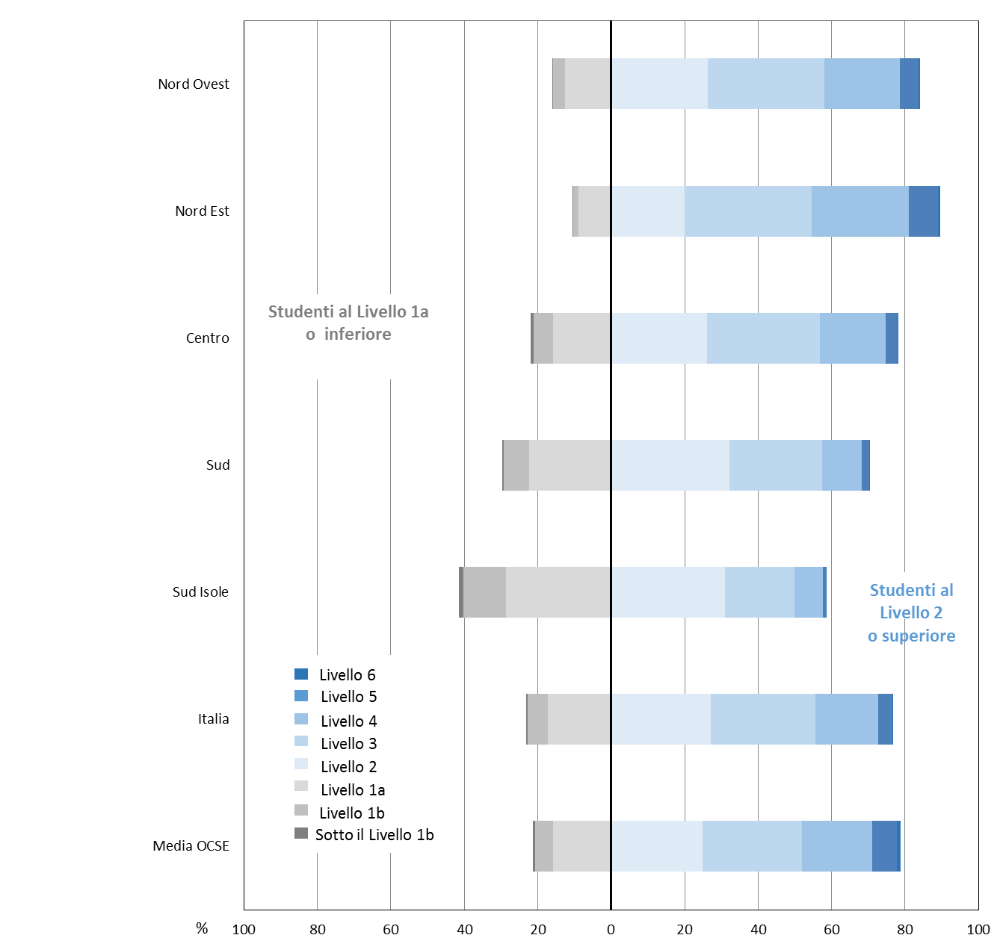 Nord Ovest
Nord Est
Studenti al Livello 1a
o inferiore
Centro
Sud
Sud Isole
Studenti al
Livello 2
o superiore
Livello 6
Livello 5
Livello 4
Livello 3
Livello 2
Livello 1a
Livello 1b
Sotto il Livello 1b
Italia
Media OCSE
% 100 80 60 40 20 0 20 40 60 80 100